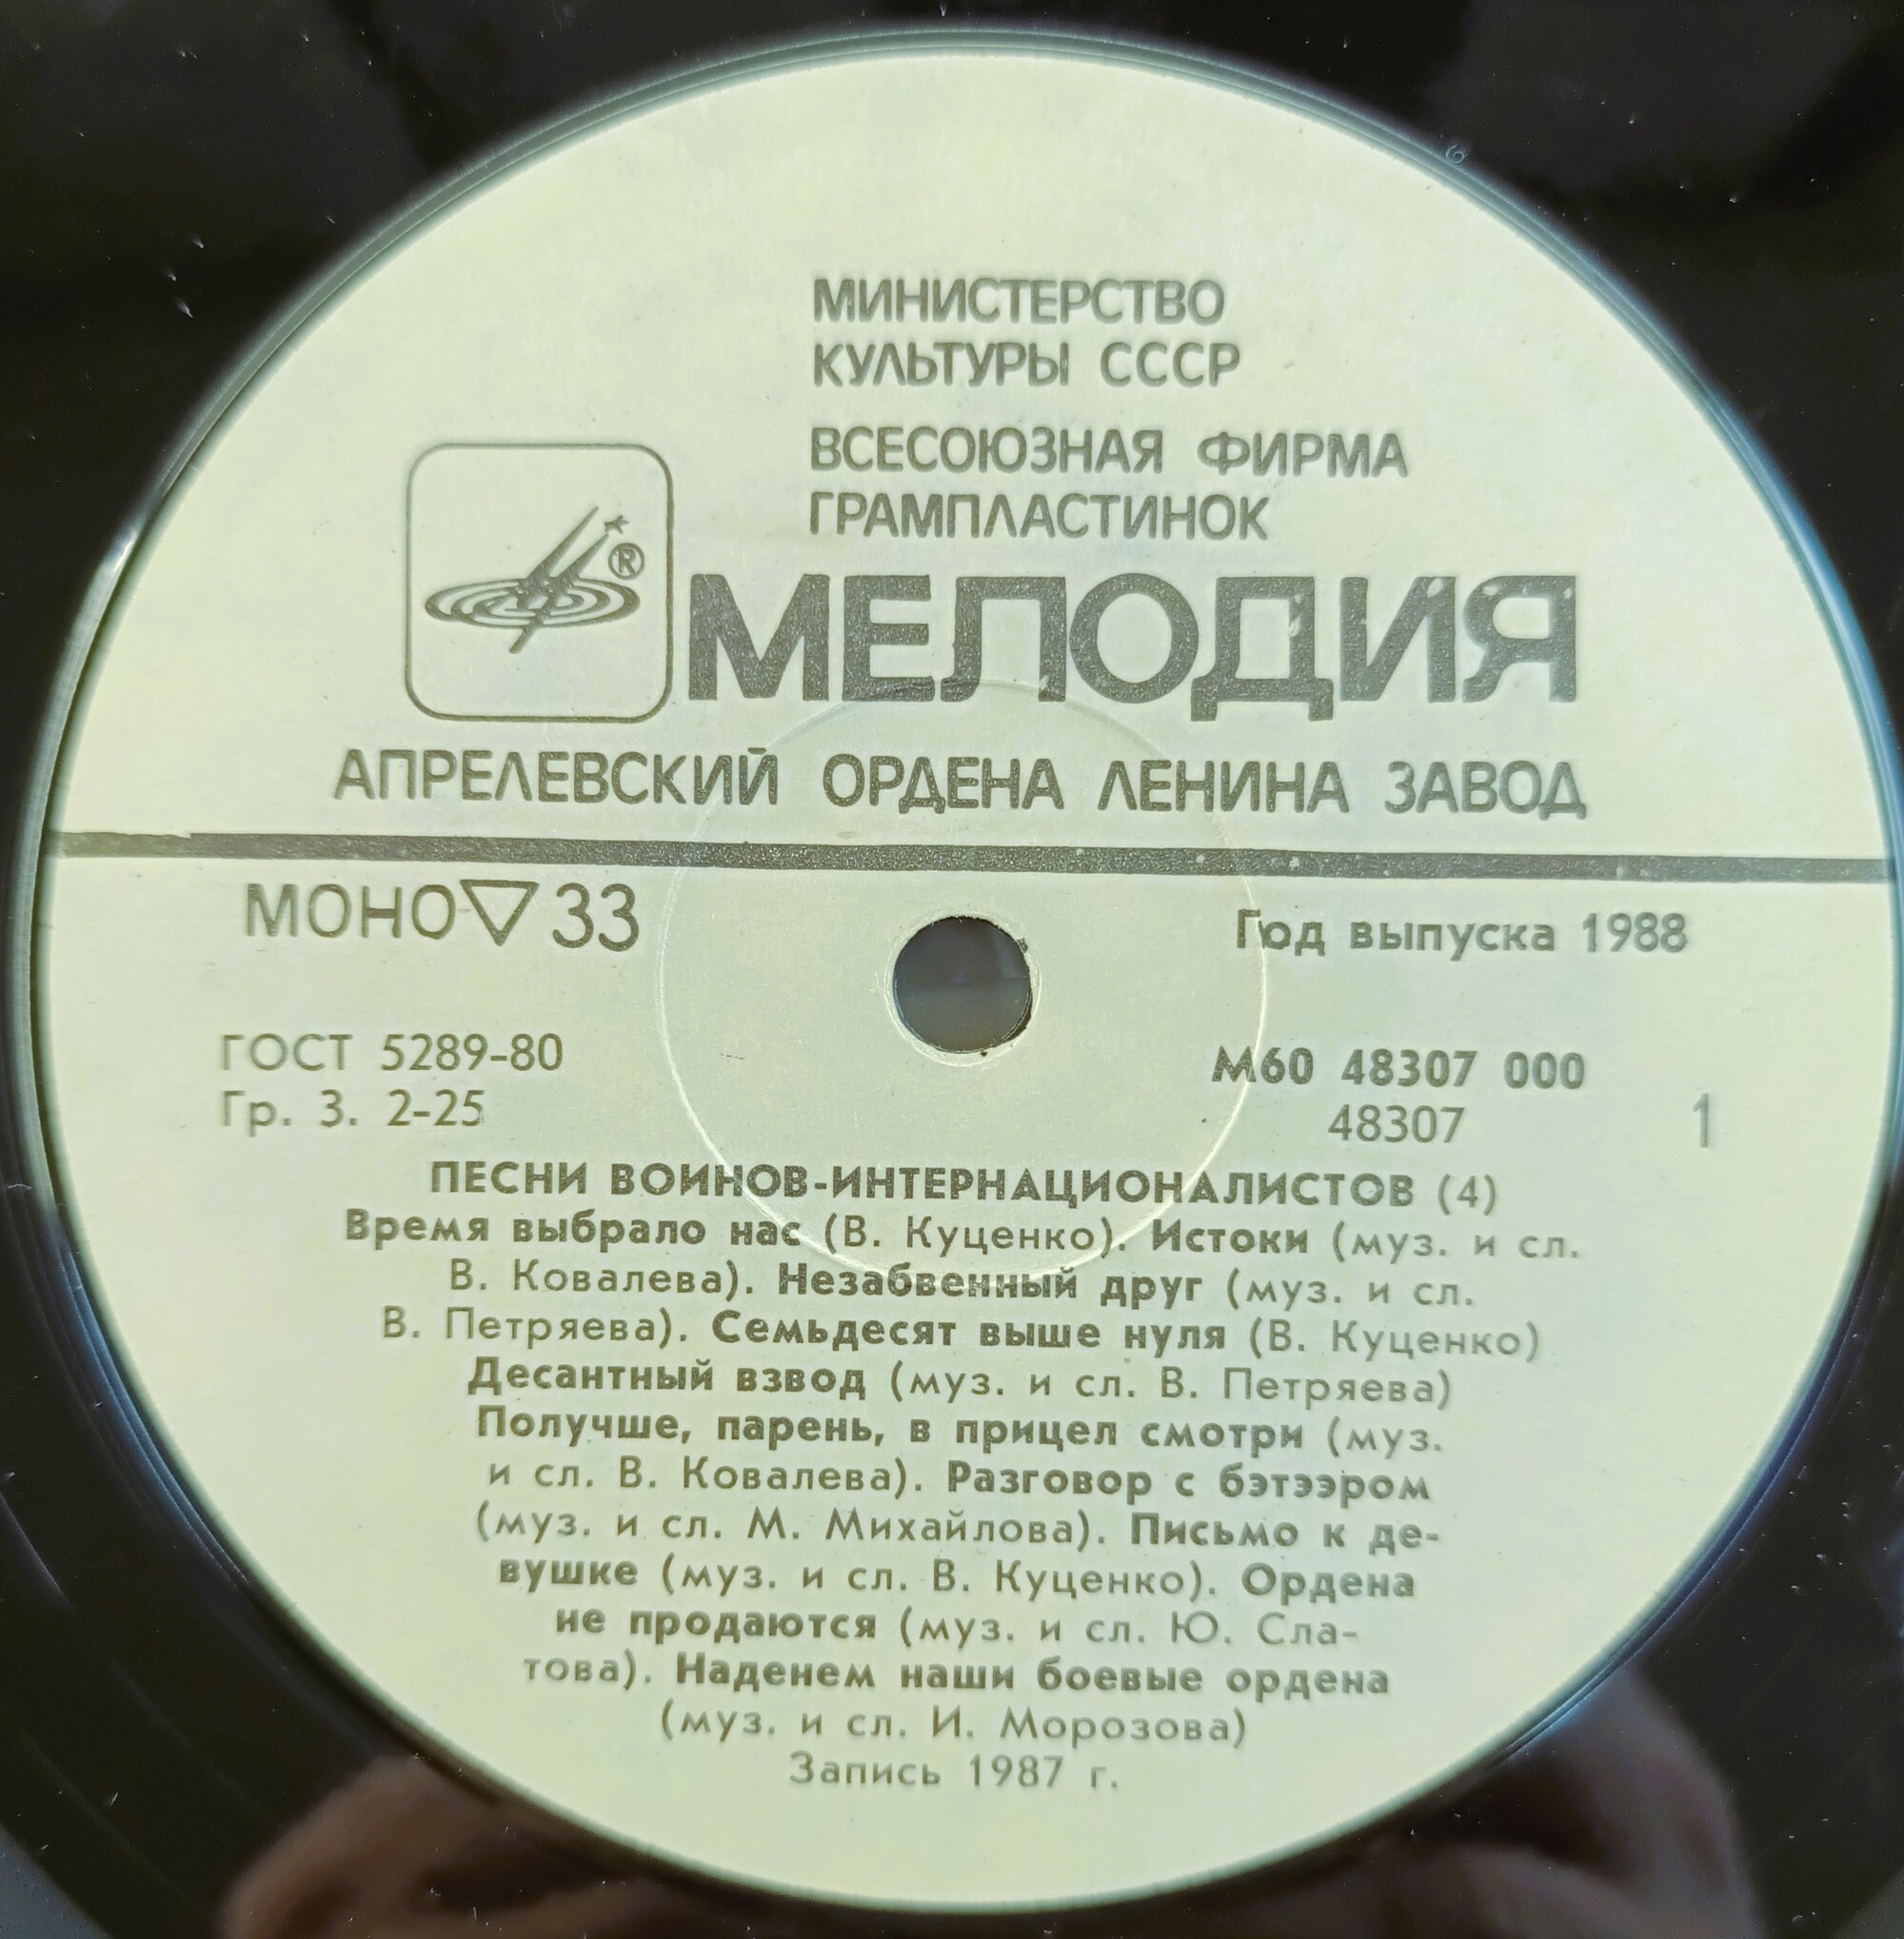 МИНИСТЕРСТВО
КУЛЬТУРЫ СССР
ВСЕСОЮЗНАЯ ФИРМА
ГРАМПЛАСТИНОК
®
МЕЛОДИЯ
АПРЕЛЕВСКИЙ ОРДЕНА ЛЕНИНА ЗАВОД
МОНО▽33
Год выпуска 1988
ГОСТ 5289-80
Гр. 3. 2-25
М60 48307 000
48307
1
ПЕСНИ ВОИНОВ-ИНТЕРНАЦИОНАЛИСТОВ (4)
Время выбрало нас (В. Куценко). Истоки (муз. и сл.
В. Ковалева). Незабвенный друг (муз. и сл.
В. Петряева). Семьдесят выше нуля (В. Куценко)
Десантный взвод (муз. и сл. В. Петряева)
Получше, парень, в прицел смотри (муз.
и сл. В. Ковалева). Разговор с бэтээром
(муз. и сл. М. Михайлова). Письмо к де-
вушке (муз. и сл. В. Куценко). Ордена
не продаются (муз. и сл. Ю. Сла-
това). Наденем наши боевые ордена
(муз. и сл. И. Морозова)
Запись 1987 г.